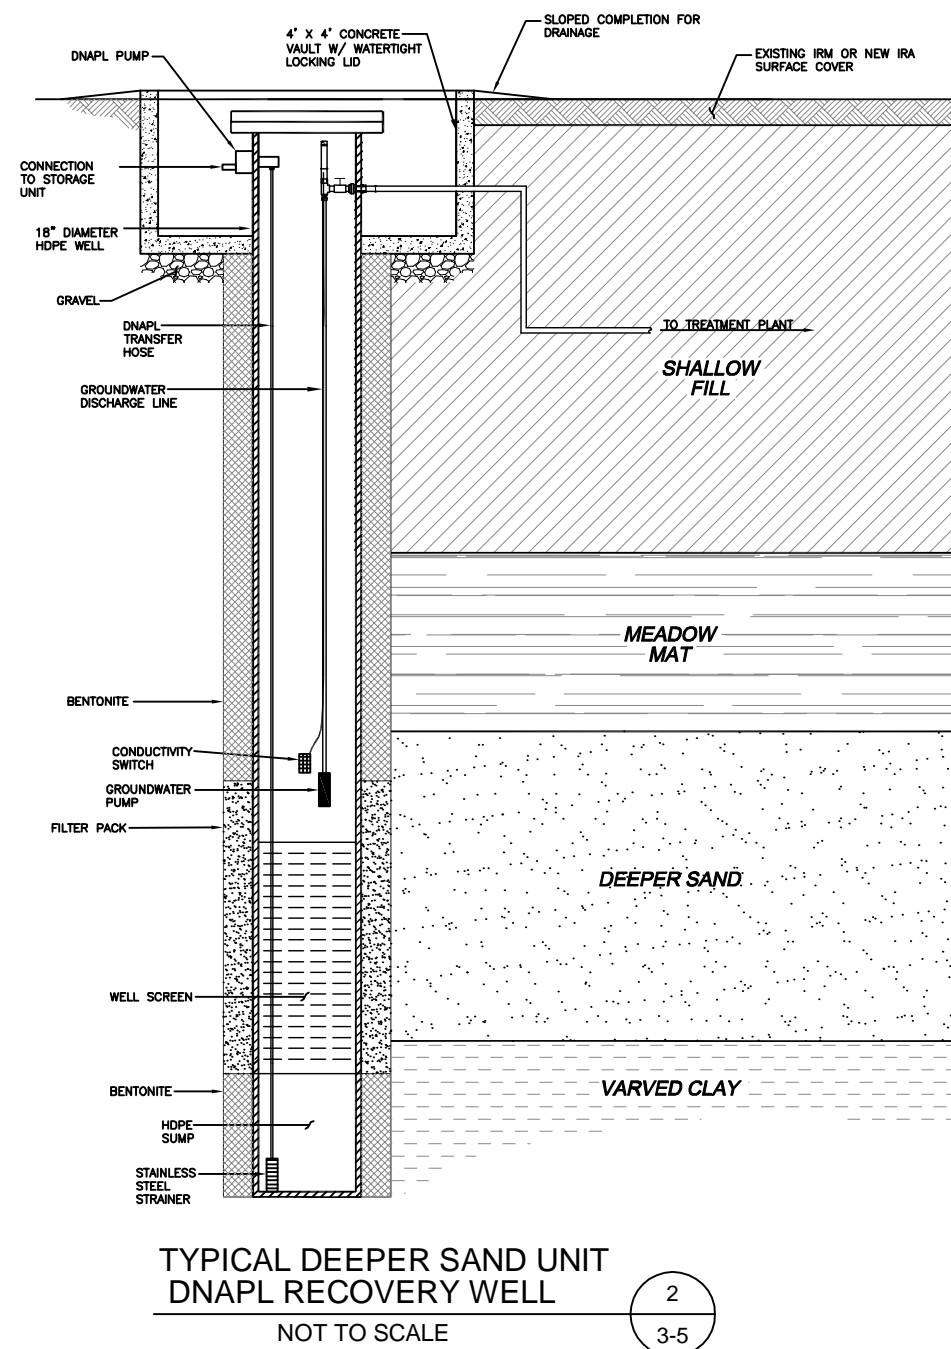 SLOPED COMPLETION FOR
DRAINAGE
4' X 4' CONCRETE
VAULT W/ WATERTIGHT
LOCKING LID
DNAPL PUMP
EXISTING IRM OR NEW IRA
SURFACE COVER
CONNECTION
TO STORAGE
UNIT
18" DIAMETER
HDPE WELL
GRAVEL
DNAPL
TRANSFER
HOSE
TO TREATMENT PLANT
SHALLOW
FILL
GROUNDWATER
DISCHARGE LINE
MEADOW
MAT
BENTONITE
CONDUCTIVITY
SWITCH
GROUNDWATER
PUMP
FILTER PACK
DEEPER SAND
WELL SCREEN
BENTONITE
VARVED CLAY
HDPE
SUMP
STAINLESS
STEEL
STRAINER
TYPICAL DEEPER SAND UNIT
DNAPL RECOVERY WELL
NOT TO SCALE
2
3-5